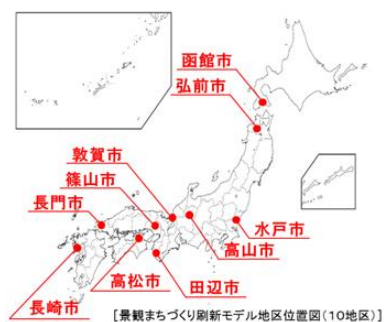 函館市
弘前市
敦賀市
篠山市
長門市
水戸市
高山市
高松市
田辺市
長崎市
[景観まちづくり刷新モデル地区位置図(10地区)]